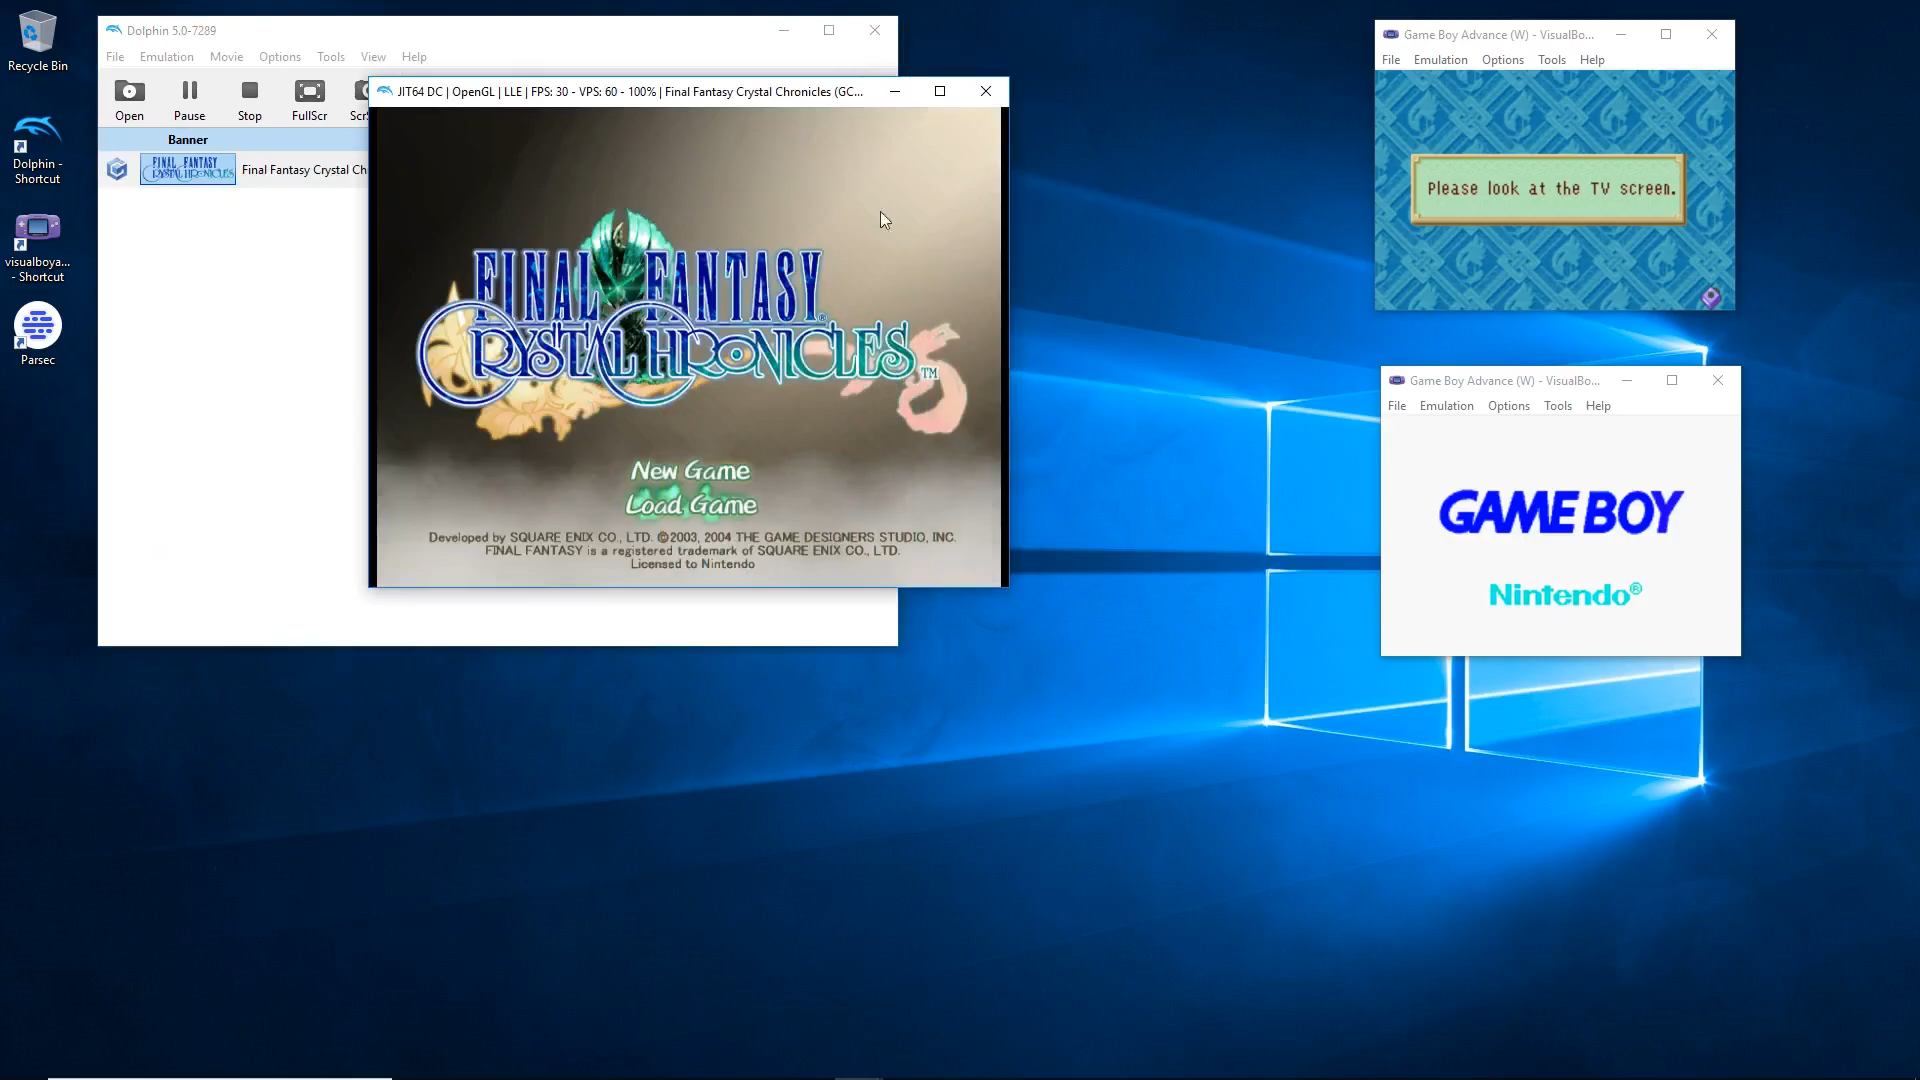 Recycle Bin
Dolphin -
Shortcut
visualboya...
- Shortcut
Parsec
Dolphin 5.0-7289
File Emulation Movie Options Tools View Help
Open Pause Stop FullScr
Banner
FINAL FANTASY
CRYSTAL CHRONICLES
Final Fantasy Crystal Ch
JIT64 DC | OpenGL | LLE | FPS: 30 - VPS: 60 - 100% | Final Fantasy Crystal Chronicles (GC...
FINAL FANTASY®
CRYSTAL CHRONICLES™
New Game
Load Game
Developed by SQUARE ENIX CO., LTD. ©2003, 2004 THE GAME DESIGNERS STUDIO, INC.
FINAL FANTASY is a registered trademark of SQUARE ENIX CO., LTD.
Licensed to Nintendo
Game Boy Advance (W) - VisualBo...
File Emulation Options Tools Help
Please look at the TV screen.
Game Boy Advance (W) - VisualBo...
File Emulation Options Tools Help
GAME BOY
Nintendo®